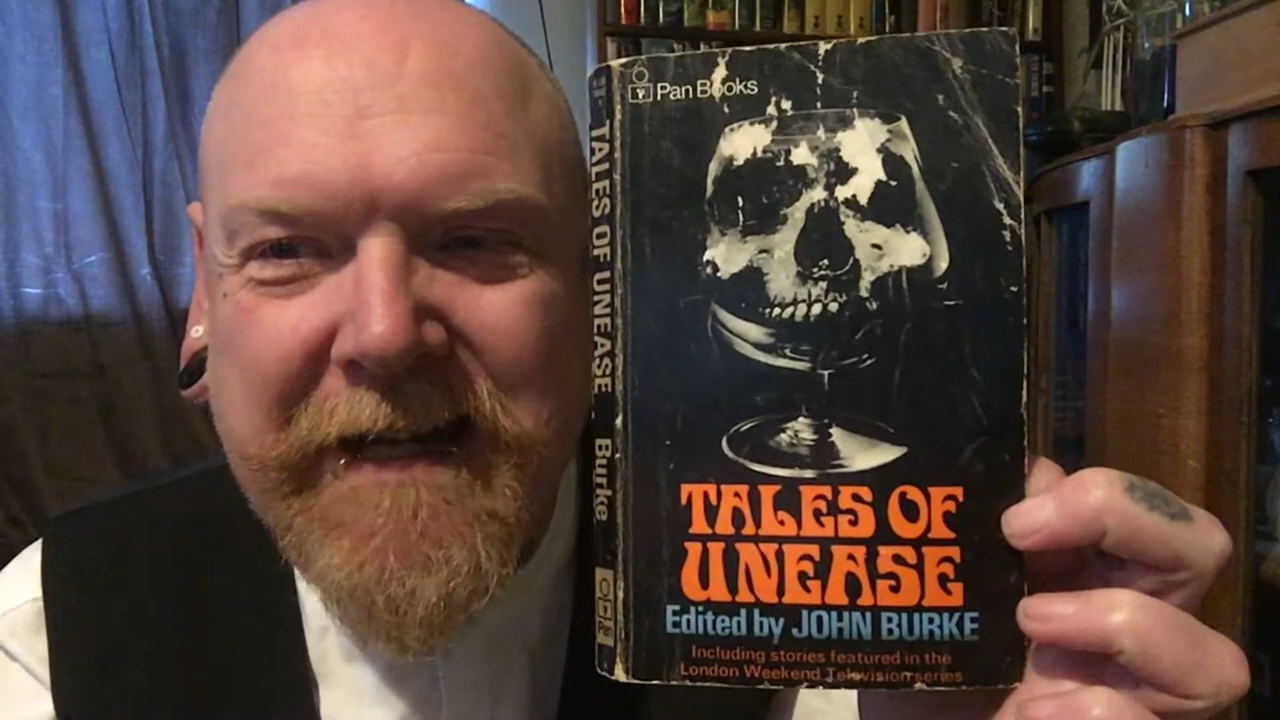 Pan Books
TALES OF UNEASE Burke
TALES OF
UNEASE
Edited by JOHN BURKE
Including stories featured in the
London Weekend Television series